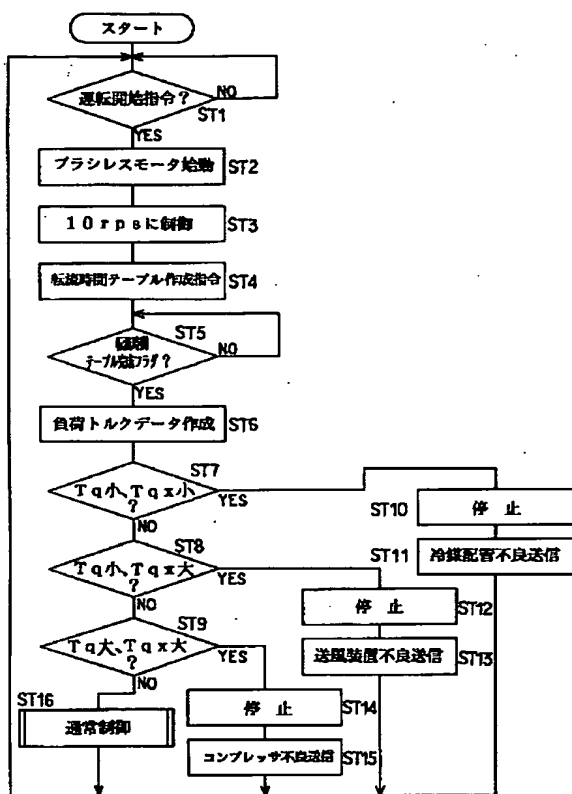 スタート
運転開始指令？
NO
ST1
YES
ブラシレスモータ始動
ST2
10rpsに制御
ST3
転流時間テーブル作成指令
ST4
ST5
テーブル完成フラグ？
NO
YES
負荷トルクデータ作成
ST6
ST7
Tq小、Tqx小
？
YES
NO
ST8
Tq小、Tqx大
？
YES
NO
ST9
Tq大、Tqx大
？
YES
NO
ST16
通常制御
ST10
停止
ST11
冷媒配管不良送信
停止
ST12
送風装置不良送信
ST13
停止
ST14
コンプレッサ不良送信
ST15